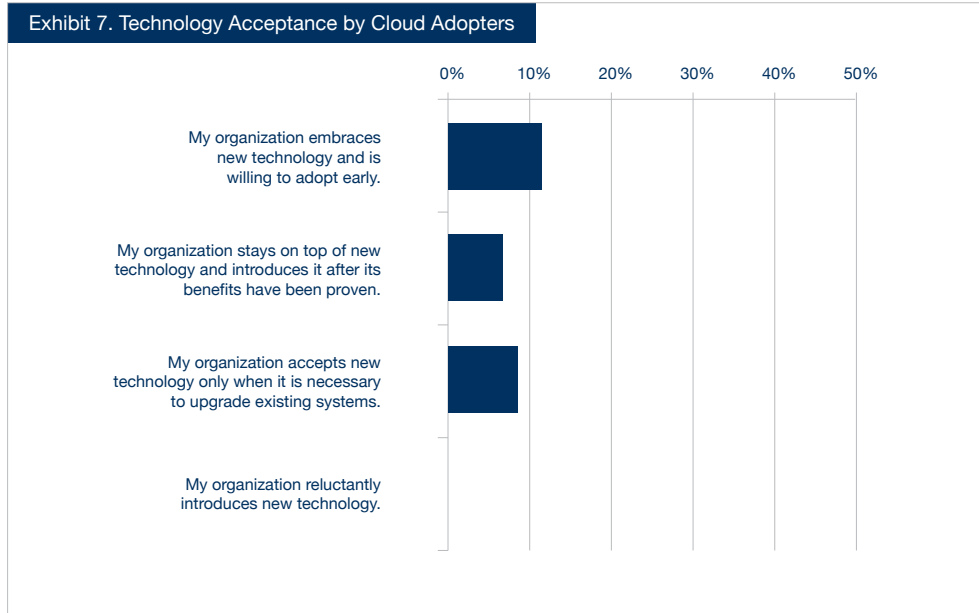 Exhibit 7. Technology Acceptance by Cloud Adopters
0% 10% 20% 30% 40% 50%
My organization embraces
new technology and is
willing to adopt early.
My organization stays on top of new
technology and introduces it after its
benefits have been proven.
My organization accepts new
technology only when it is necessary
to upgrade existing systems.
My organization reluctantly
introduces new technology.